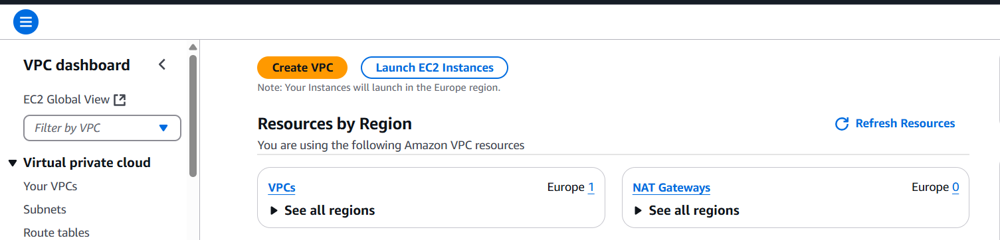 VPC dashboard
EC2 Global View
Filter by VPC
Virtual private cloud
Your VPCs
Subnets
Route tables
Create VPC
Launch EC2 Instances
Note: Your Instances will launch in the Europe region.
Resources by Region
Refresh Resources
You are using the following Amazon VPC resources
VPCs
Europe 1
See all regions
NAT Gateways
Europe 0
See all regions